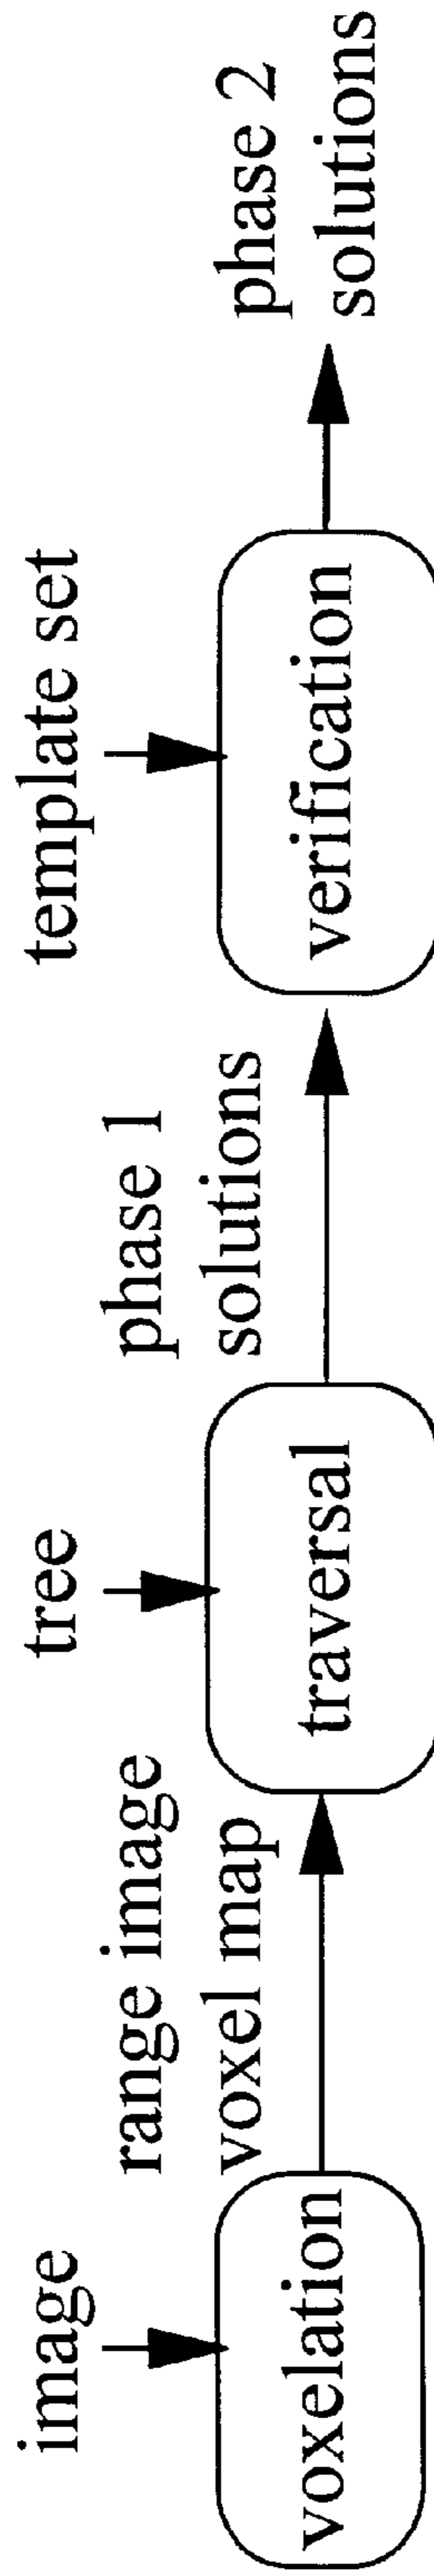 image
voxelation
range image
voxel map
tree
traversal
phase 1
solutions
template set
verification
phase 2
solutions